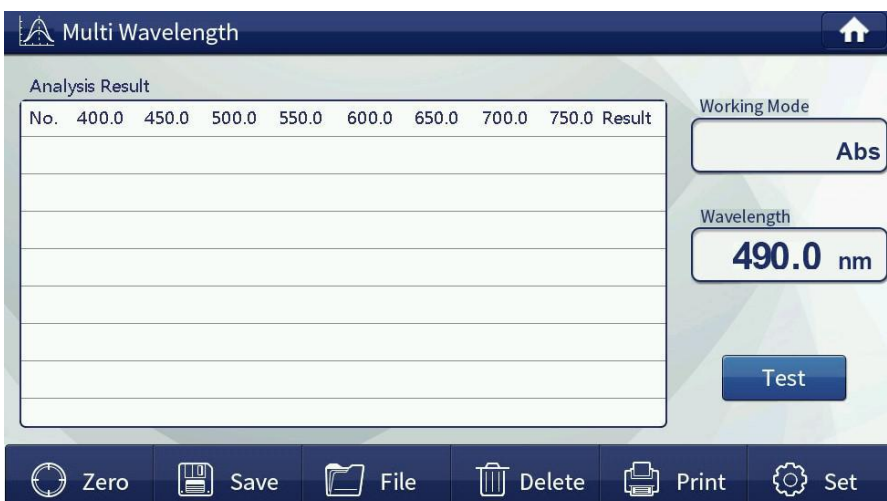 Multi Wavelength
Analysis Result
No. 400.0 450.0 500.0 550.0 600.0 650.0 700.0 750.0 Result
Working Mode
Abs
Wavelength
490.0 nm
Test
Zero Save File Delete Print Set